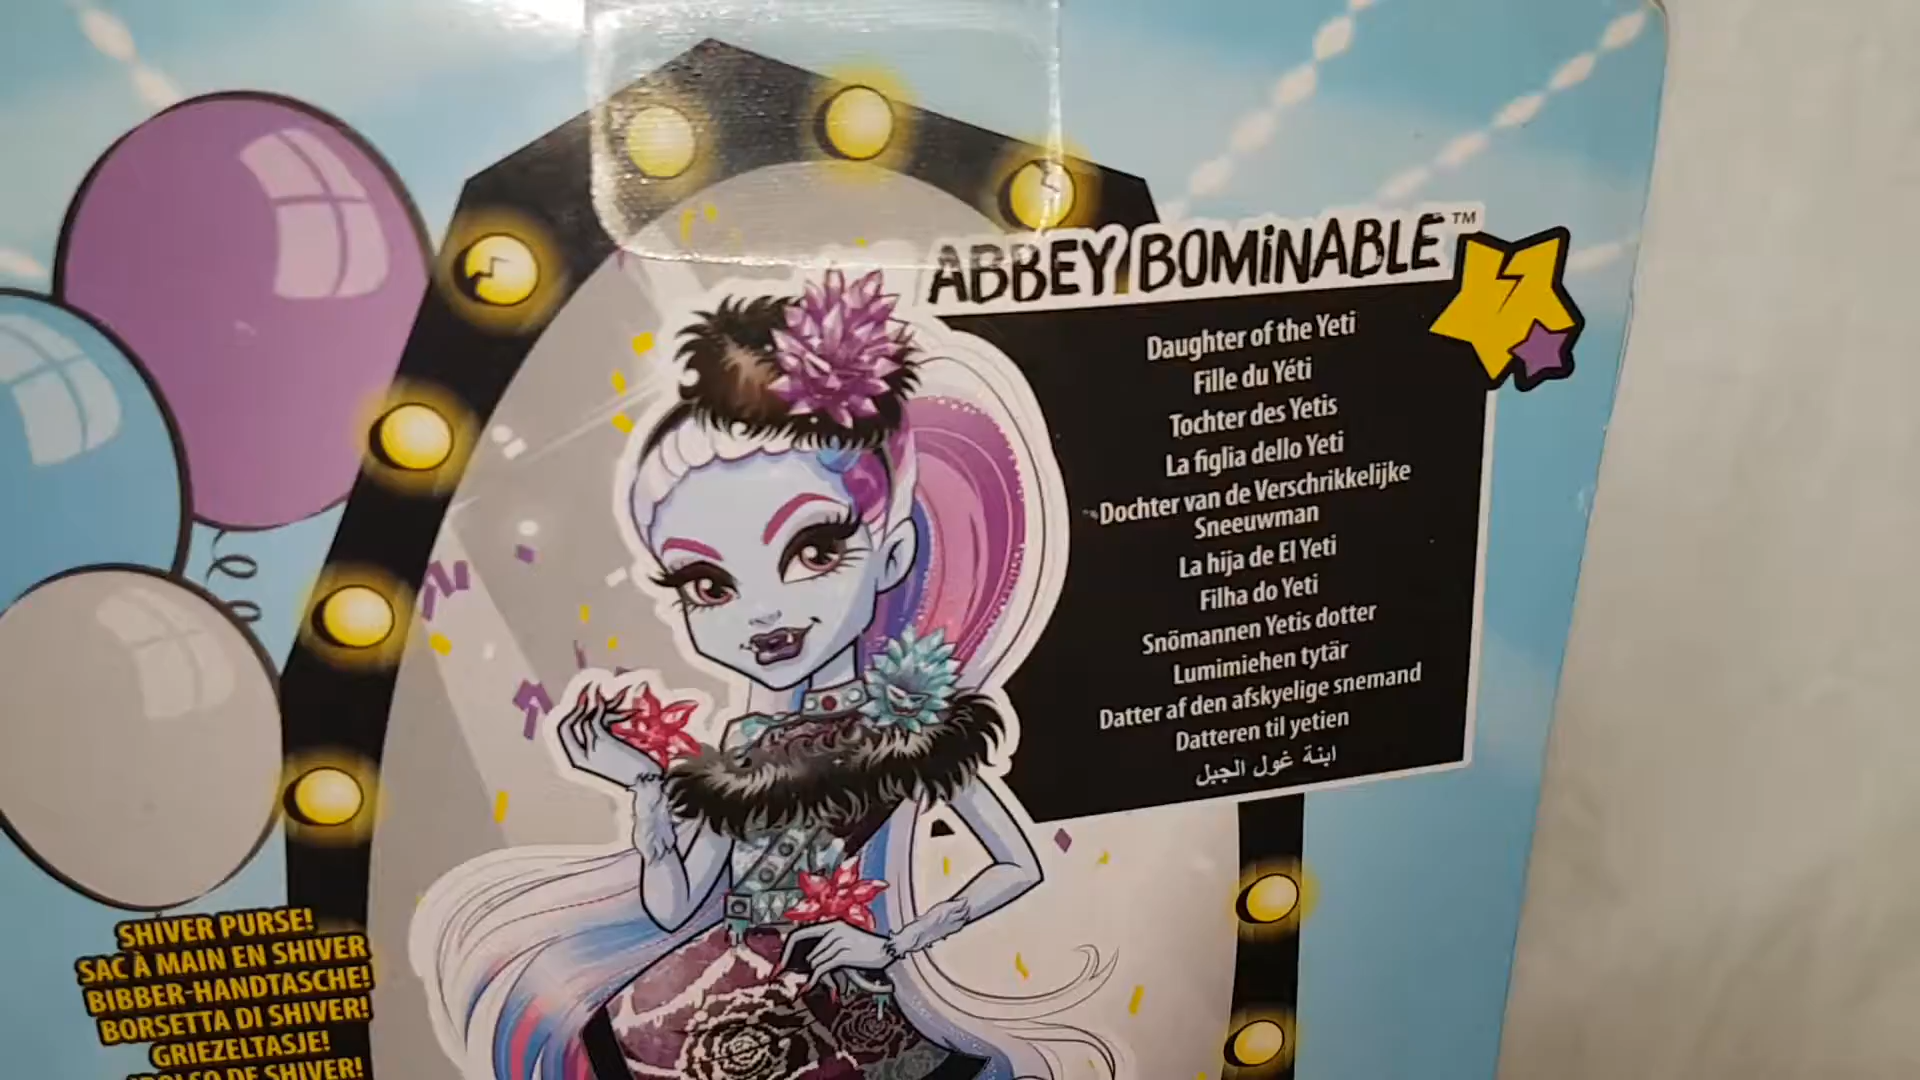 ABBEY BOMiNABLE™
Daughter of the Yeti
Fille du Yéti
Tochter des Yetis
La figlia dello Yeti
Dochter van de Verschrikkelijke
Sneeuwman
La hija de El Yeti
Filha do Yeti
Snömannen Yetis dotter
Lumimiehen tytär
Datter af den afskyelige snemand
Datteren til yetien
ابنة غول الجبل
SHIVER PURSE!
SAC À MAIN EN SHIVER
BIBBER-HANDTASCHE!
BORSETTA DI SHIVER!
GRIEZELTASJE!
DE SHIVER!